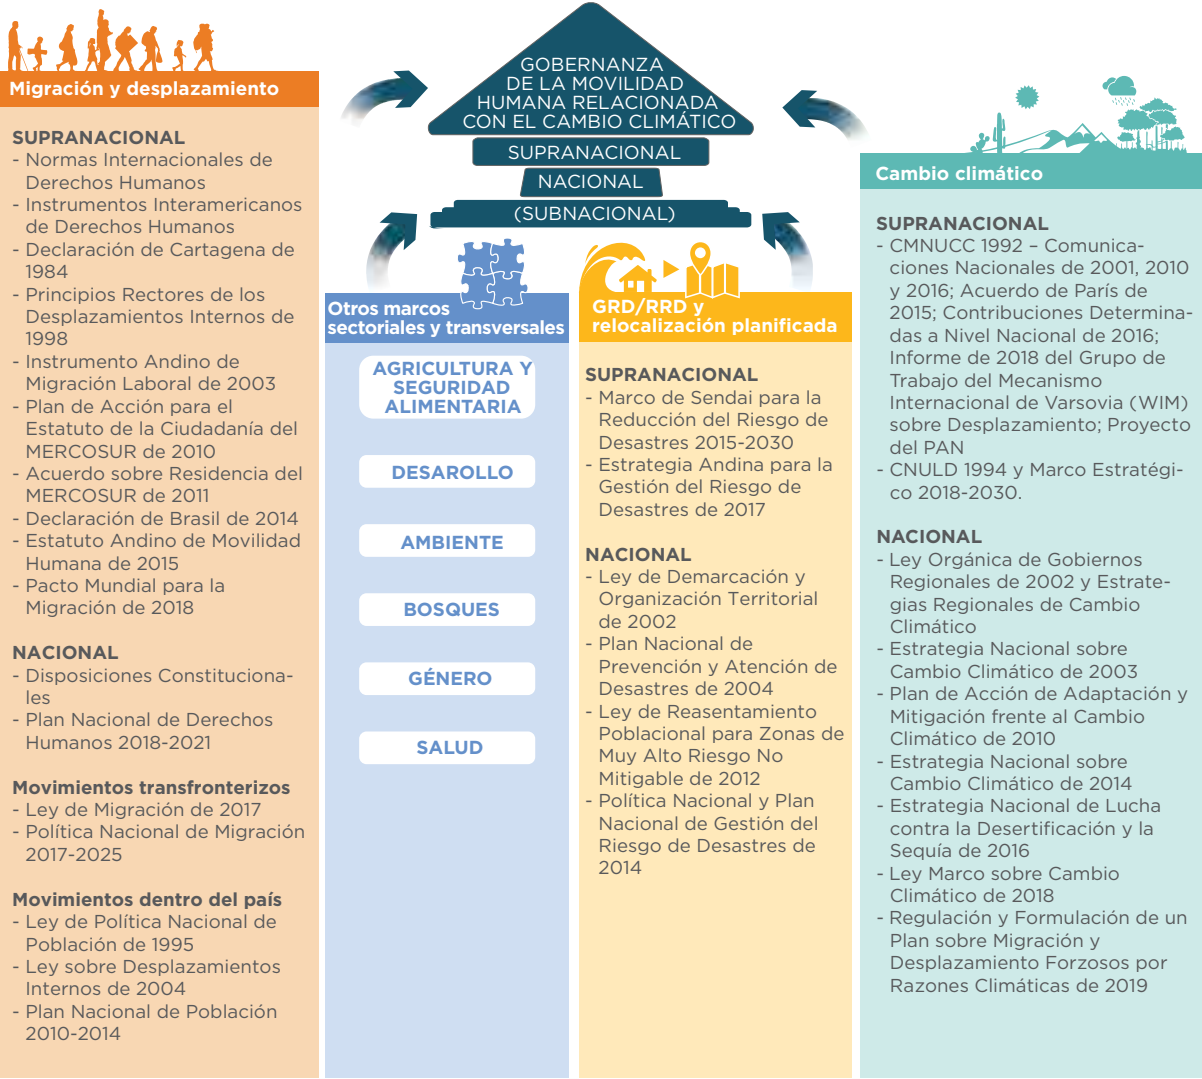 GOBERNANZA
DE LA MOVILIDAD
HUMANA RELACIONADA
CON EL CAMBIO CLIMÁTICO
SUPRANACIONAL
NACIONAL
(SUBNACIONAL)
Migración y desplazamiento
SUPRANACIONAL
- Normas Internacionales de
Derechos Humanos
- Instrumentos Interamericanos
de Derechos Humanos
- Declaración de Cartagena de
1984
- Principios Rectores de los
Desplazamientos Internos de
1998
- Instrumento Andino de
Migración Laboral de 2003
- Plan de Acción para el
Estatuto de la Ciudadanía del
MERCOSUR de 2010
- Acuerdo sobre Residencia del
MERCOSUR de 2011
- Declaración de Brasil de 2014
- Estatuto Andino de Movilidad
Humana de 2015
- Pacto Mundial para la
Migración de 2018
NACIONAL
- Disposiciones Constituciona-
les
- Plan Nacional de Derechos
Humanos 2018-2021
Movimientos transfronterizos
- Ley de Migración de 2017
- Política Nacional de Migración
2017-2025
Movimientos dentro del país
- Ley de Política Nacional de
Población de 1995
- Ley sobre Desplazamientos
Internos de 2004
- Plan Nacional de Población
2010-2014
Otros marcos
sectoriales y transversales
AGRICULTURA Y
SEGURIDAD
ALIMENTARIA
DESAROLLO
AMBIENTE
BOSQUES
GÉNERO
SALUD
GRD/RRD y
relocalización planificada
SUPRANACIONAL
- Marco de Sendai para la
Reducción del Riesgo de
Desastres 2015-2030
- Estrategia Andina para la
Gestión del Riesgo de
Desastres de 2017
NACIONAL
- Ley de Demarcación y
Organización Territorial
de 2002
- Plan Nacional de
Prevención y Atención de
Desastres de 2004
- Ley de Reasentamiento
Poblacional para Zonas de
Muy Alto Riesgo No
Mitigable de 2012
- Política Nacional y Plan
Nacional de Gestión del
Riesgo de Desastres de
2014
Cambio climático
SUPRANACIONAL
- CMNUCC 1992 – Comunica-
ciones Nacionales de 2001, 2010
y 2016; Acuerdo de París de
2015; Contribuciones Determina-
das a Nivel Nacional de 2016;
Informe de 2018 del Grupo de
Trabajo del Mecanismo
Internacional de Varsovia (WIM)
sobre Desplazamiento; Proyecto
del PAN
- CNULD 1994 y Marco Estratégi-
co 2018-2030.
NACIONAL
- Ley Orgánica de Gobiernos
Regionales de 2002 y Estrate-
gias Regionales de Cambio
Climático
- Estrategia Nacional sobre
Cambio Climático de 2003
- Plan de Acción de Adaptación y
Mitigación frente al Cambio
Climático de 2010
- Estrategia Nacional sobre
Cambio Climático de 2014
- Estrategia Nacional de Lucha
contra la Desertificación y la
Sequía de 2016
- Ley Marco sobre Cambio
Climático de 2018
- Regulación y Formulación de un
Plan sobre Migración y
Desplazamiento Forzosos por
Razones Climáticas de 2019